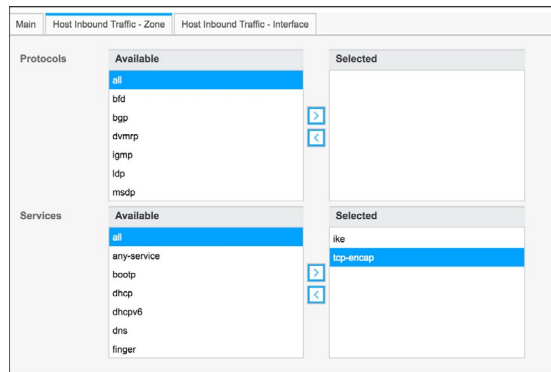 Main
Host Inbound Traffic - Zone
Host Inbound Traffic - Interface
Protocols
Available
all
bfd
bgp
dvmrp
igmp
ldp
msdp
Selected
Services
Available
all
any-service
bootp
dhcp
dhcpv6
dns
finger
Selected
ike
tcp-encap